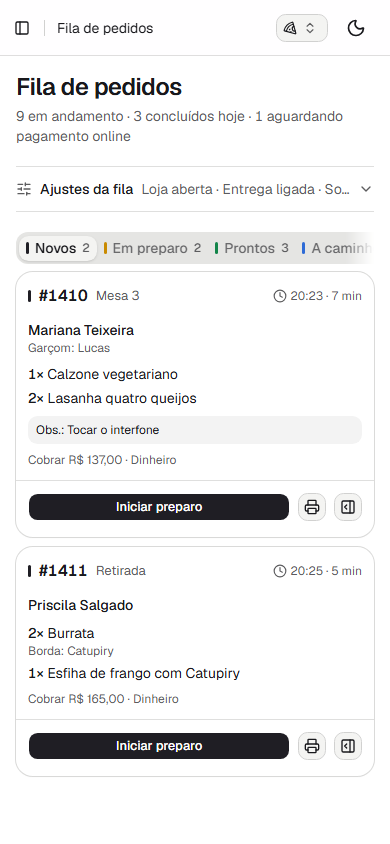 Fila de pedidos
Fila de pedidos
9 em andamento · 3 concluídos hoje · 1 aguardando
pagamento online
Ajustes da fila Loja aberta · Entrega ligada · So...
Novos 2 Em preparo 2 Prontos 3 A caminh
#1410 Mesa 3 20:23 · 7 min
Mariana Teixeira
Garçom: Lucas
1× Calzone vegetariano
2× Lasanha quatro queijos
Obs.: Tocar o interfone
Cobrar R$ 137,00 · Dinheiro
Iniciar preparo
#1411 Retirada 20:25 · 5 min
Priscila Salgado
2× Burrata
Borda: Catupiry
1× Esfiha de frango com Catupiry
Cobrar R$ 165,00 · Dinheiro
Iniciar preparo